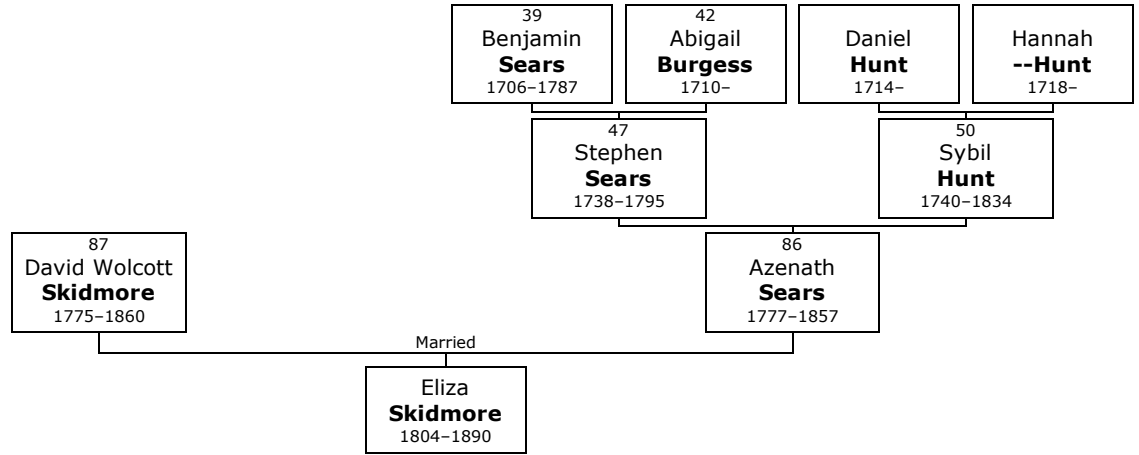 39
Benjamin
Sears
1706–1787
42
Abigail
Burgess
1710–
Daniel
Hunt
1714–
Hannah
--Hunt
1718–
47
Stephen
Sears
1738–1795
50
Sybil
Hunt
1740–1834
87
David Wolcott
Skidmore
1775–1860
86
Azenath
Sears
1777–1857
Married
Eliza
Skidmore
1804–1890